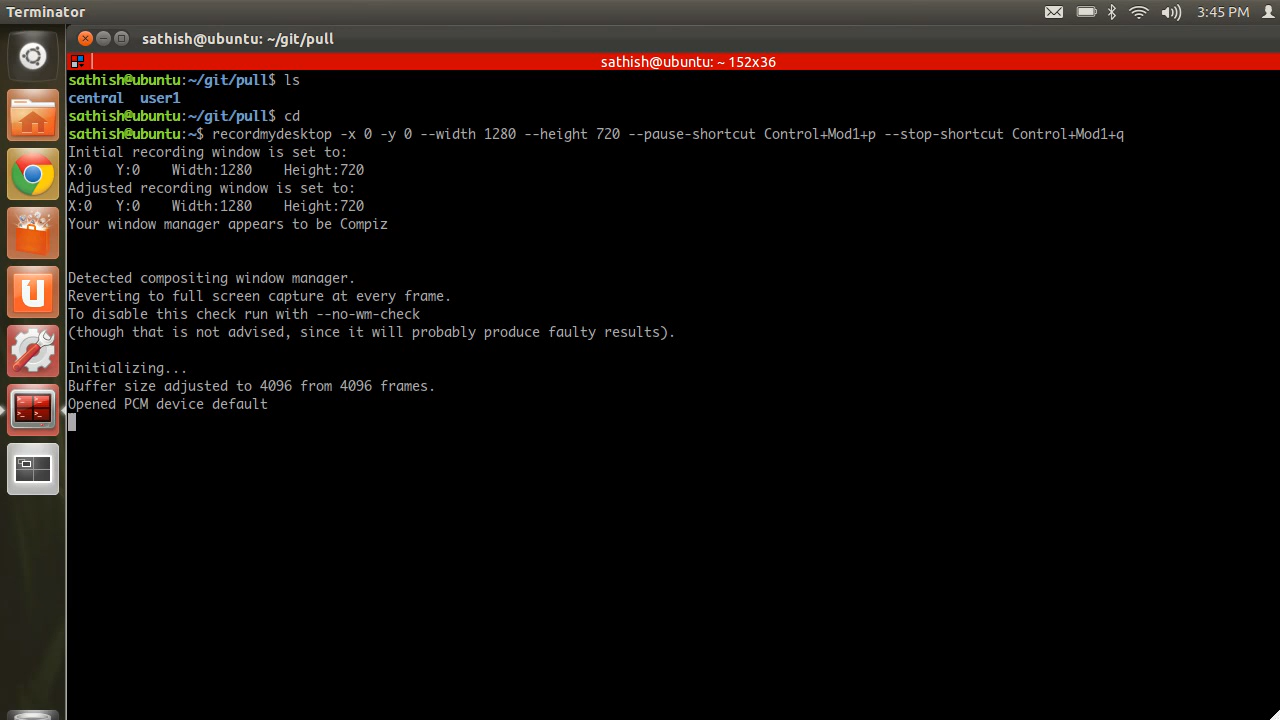 Terminator
3:45 PM
sathish@ubuntu: ~/git/pull
sathish@ubuntu: ~ 152x36
sathish@ubuntu:~/git/pull$ ls
central  user1
sathish@ubuntu:~/git/pull$ cd
sathish@ubuntu:~$ recordmydesktop -x 0 -y 0 --width 1280 --height 720 --pause-shortcut Control+Mod1+p --stop-shortcut Control+Mod1+q
Initial recording window is set to:
X:0   Y:0    Width:1280    Height:720
Adjusted recording window is set to:
X:0   Y:0    Width:1280    Height:720
Your window manager appears to be Compiz
Detected compositing window manager.
Reverting to full screen capture at every frame.
To disable this check run with --no-wm-check
(though that is not advised, since it will probably produce faulty results).
Initializing...
Buffer size adjusted to 4096 from 4096 frames.
Opened PCM device default